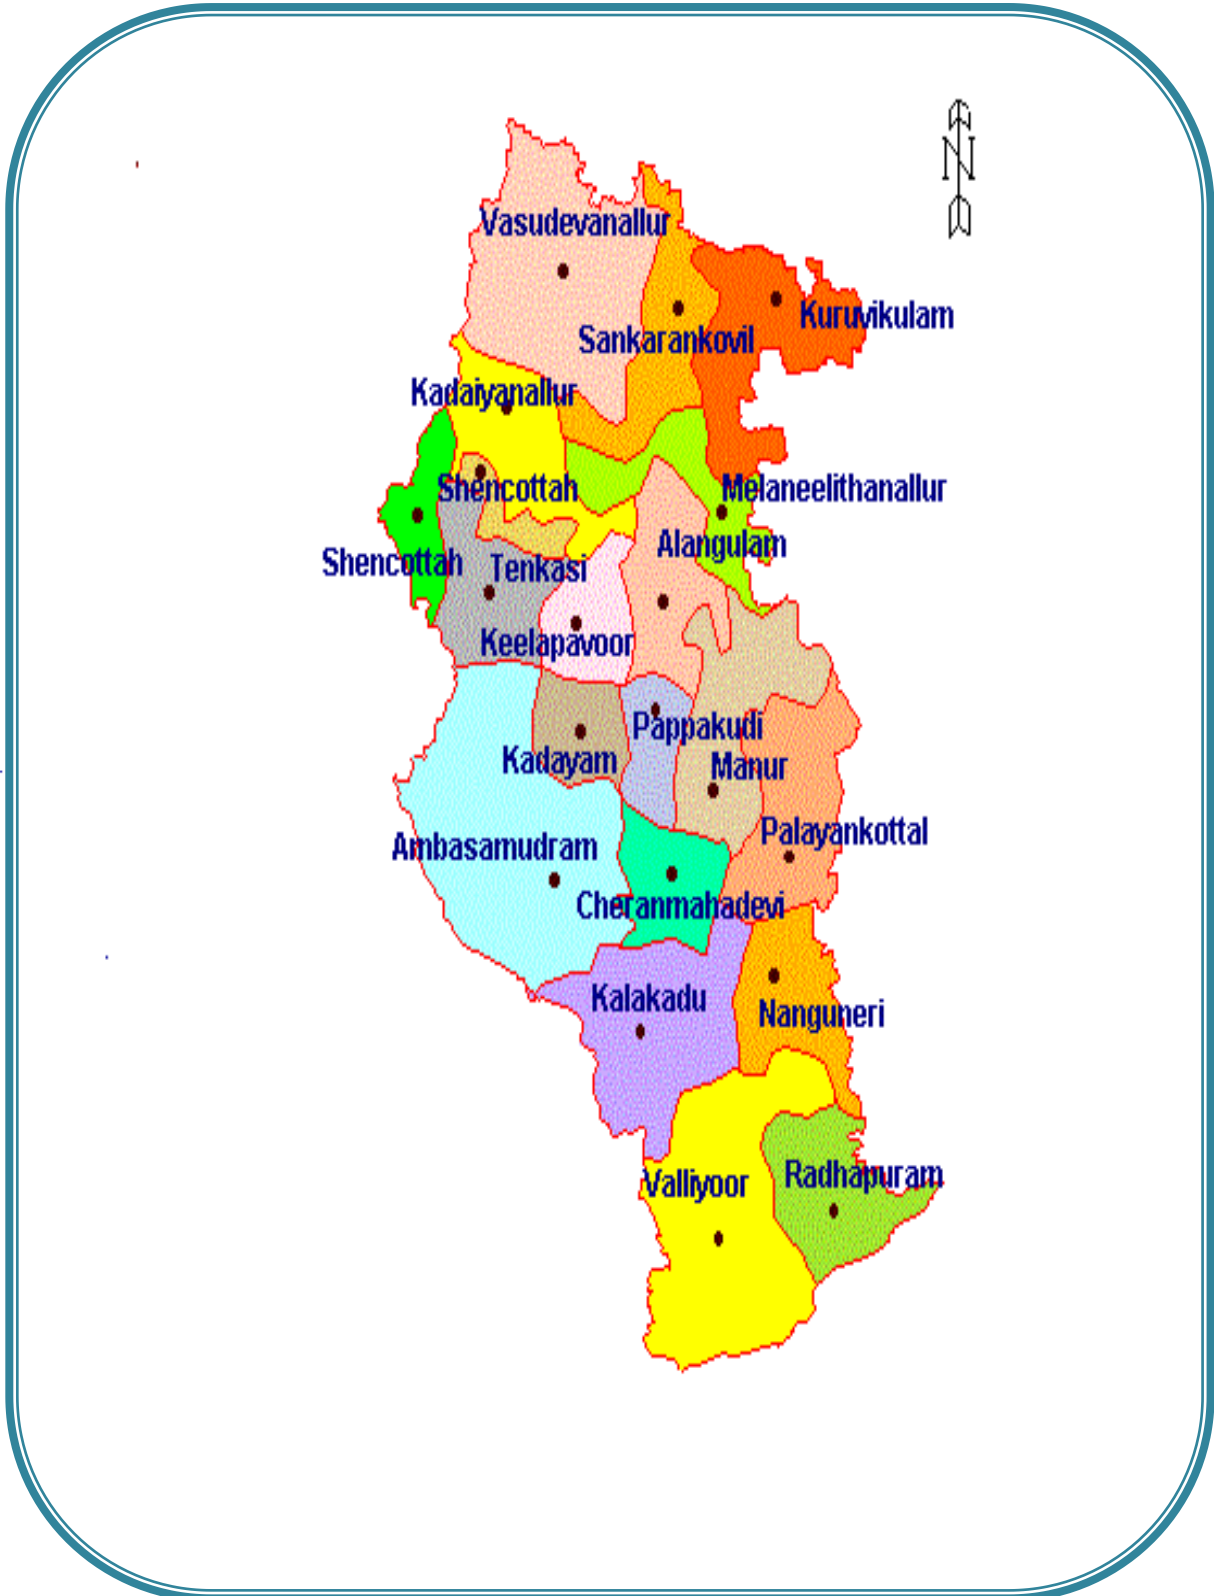 N
Vasudevanallur
Kuruvikulam
Sankarankovil
Kadaiyanallur
Shencottah
Melaneelithanallur
Alangulam
Shencottah
Tenkasi
Keelapavoor
Pappakudi
Kadayam
Manur
Palayankottal
Ambasamudram
Cheranmahadevi
Kalakadu
Nanguneri
Radhapuram
Valliyoor